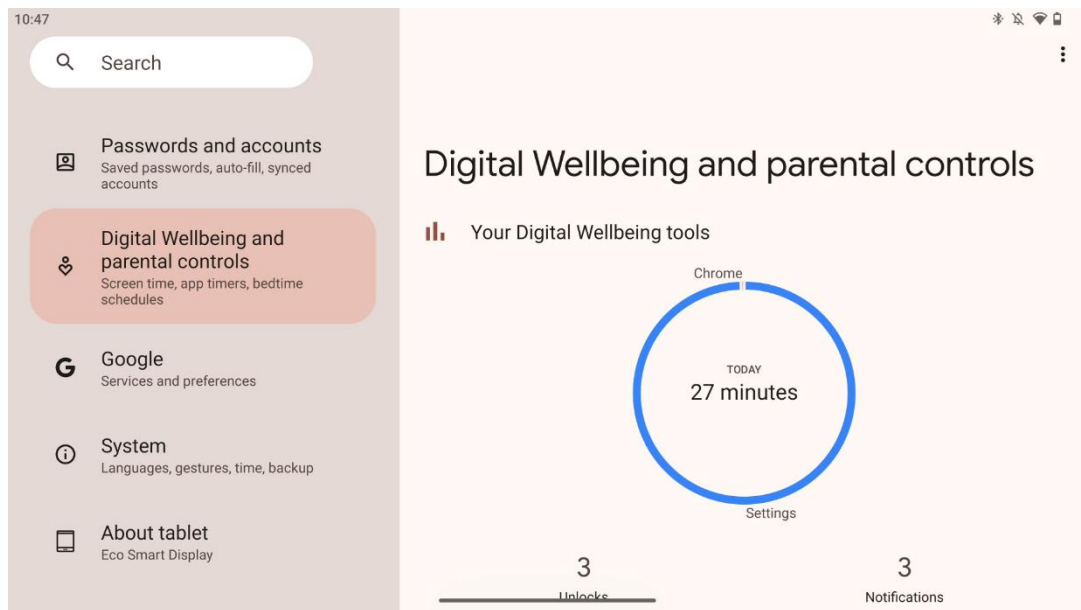 10:47
Search
Passwords and accounts
Saved passwords, auto-fill, synced
accounts
Digital Wellbeing and
parental controls
Screen time, app timers, bedtime
schedules
Google
Services and preferences
System
Languages, gestures, time, backup
About tablet
Eco Smart Display
Digital Wellbeing and parental controls
Your Digital Wellbeing tools
Chrome
TODAY
27 minutes
Settings
3
Unlocks
3
Notifications